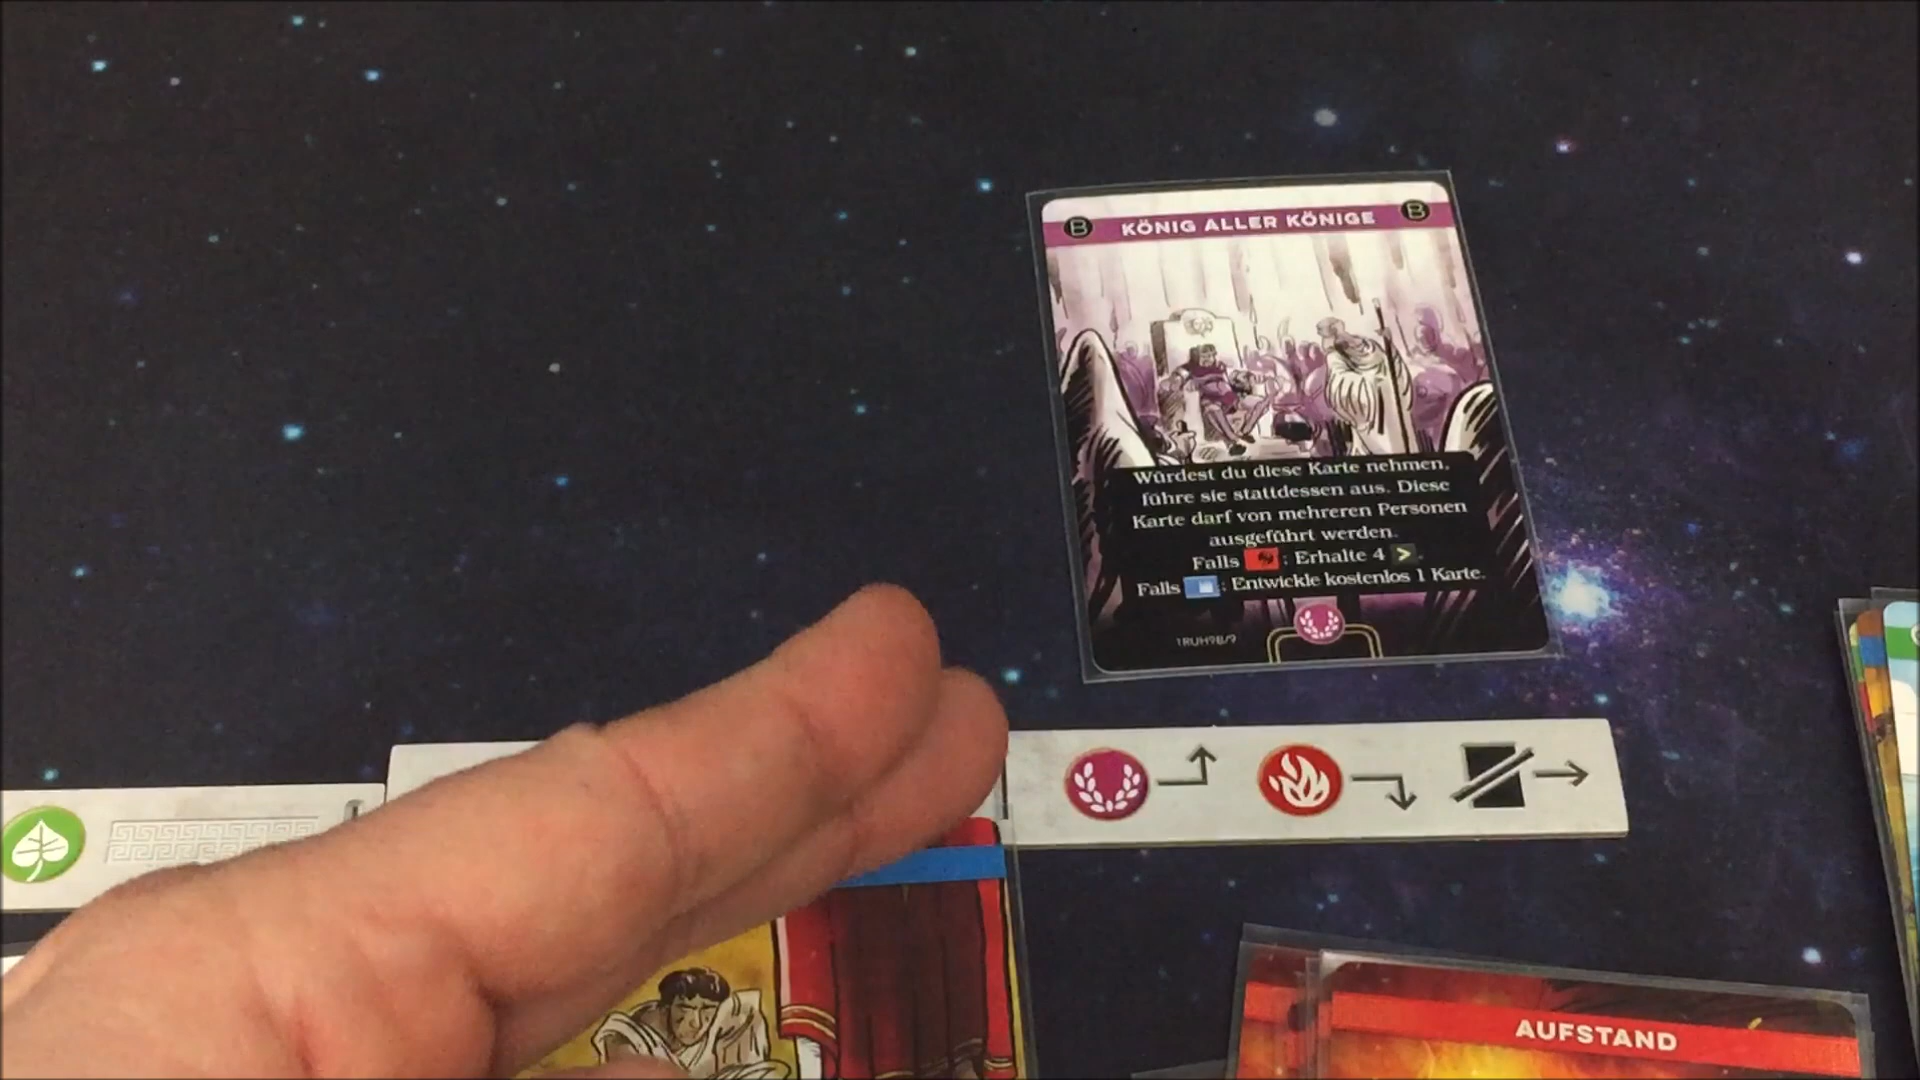 B KÖNIG ALLER KÖNIGE B
Würdest du diese Karte nehmen,
führe sie stattdessen aus. Diese
Karte darf von mehreren Personen
ausgeführt werden.
Falls : Erhalte 4 .
Falls : Entwickle kostenlos 1 Karte.
1RUH9B/9
AUFSTAND